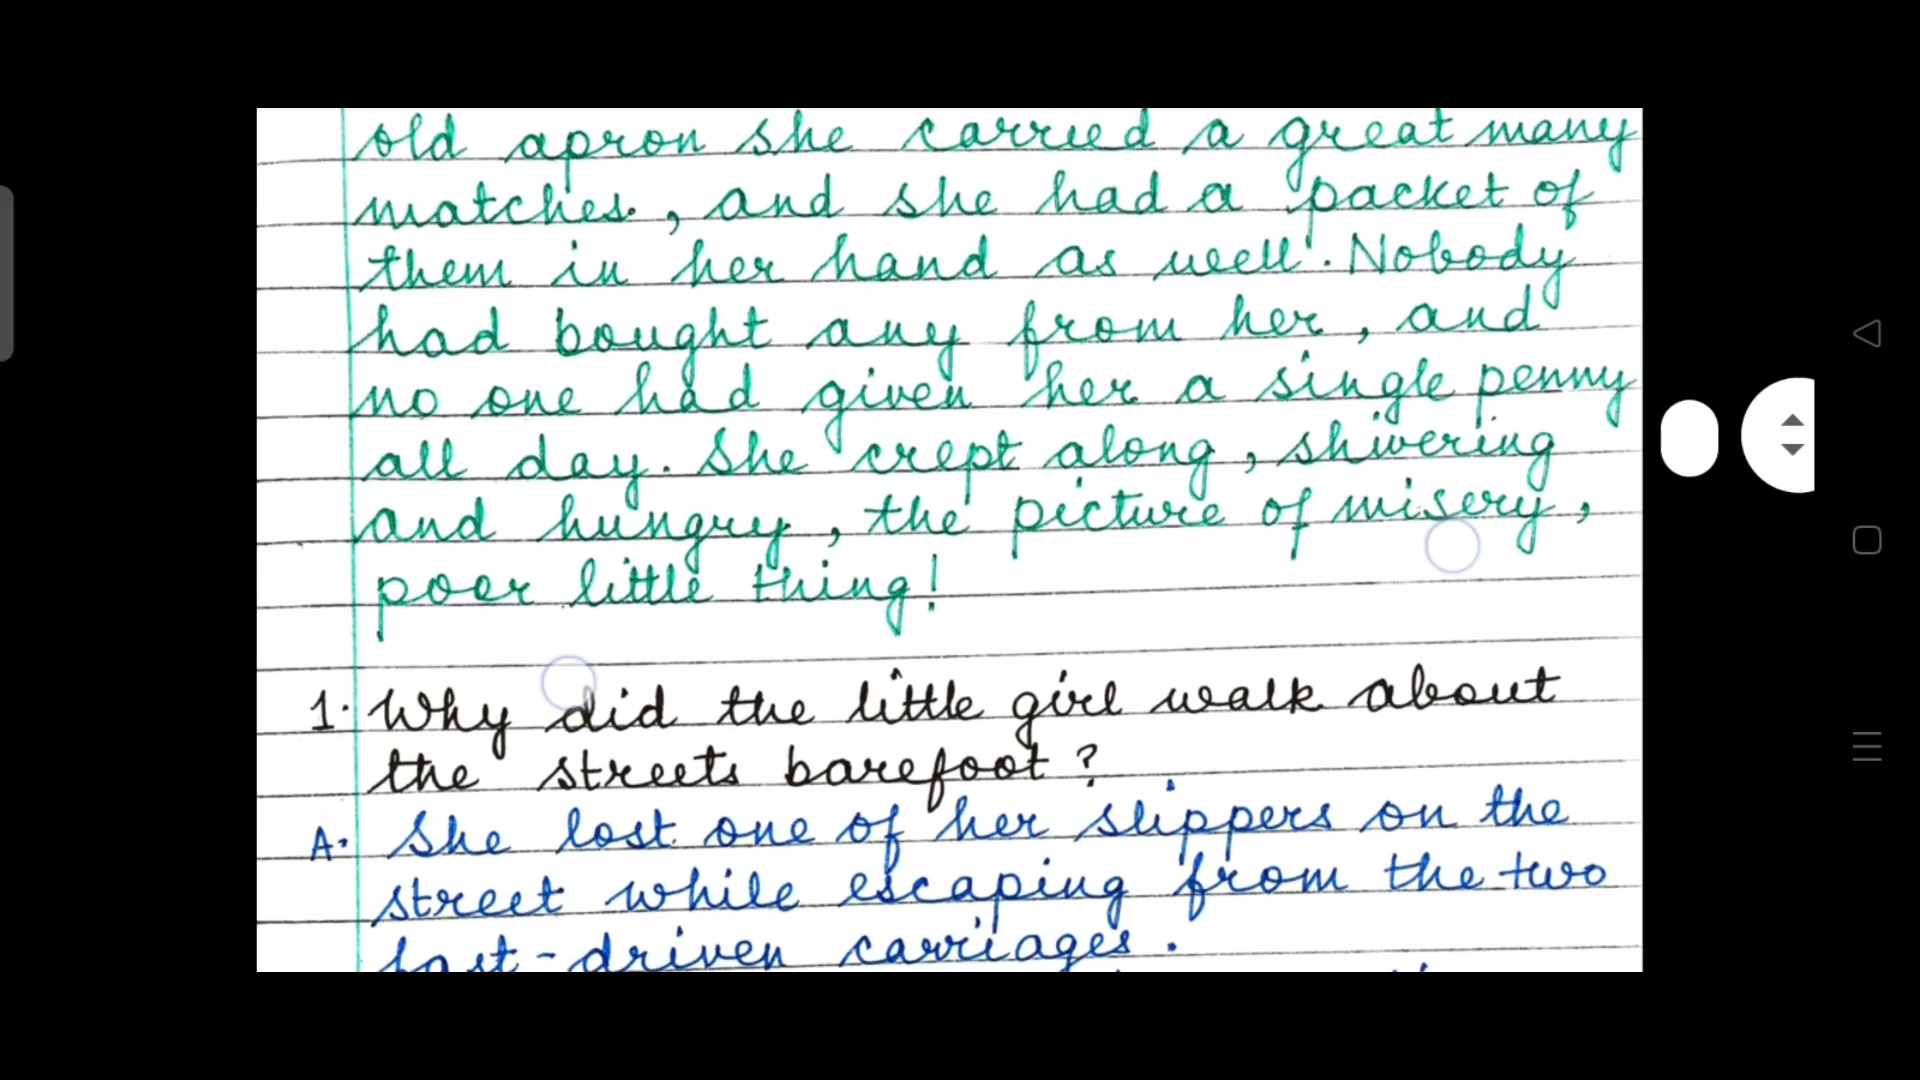 old apron she carried a great many
matches, and she had a packet of
them in her hand as well. Nobody
had bought any from her, and
no one had given her a single penny
all day. She crept along, shivering
and hungry, the picture of misery,
poor little thing!
1. Why did the little girl walk about
the streets barefoot?
A. She lost one of her slippers on the
street while escaping from the two
fast-driven carriages.